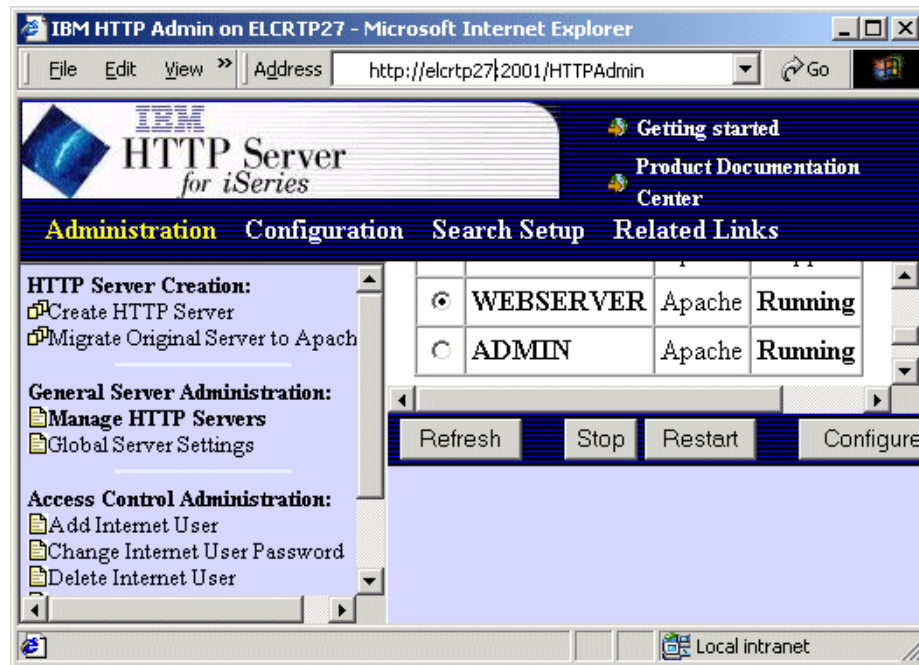 IBM HTTP Admin on ELCRTP27 - Microsoft Internet Explorer
File Edit View » Address http://elcrtp27:2001/HTTPAdmin Go
IBM
HTTP Server
for iSeries
Getting started
Product Documentation
Center
Administration Configuration Search Setup Related Links
HTTP Server Creation:
Create HTTP Server
Migrate Original Server to Apach
General Server Administration:
Manage HTTP Servers
Global Server Settings
Access Control Administration:
Add Internet User
Change Internet User Password
Delete Internet User
WEBSERVER Apache Running
ADMIN Apache Running
Refresh Stop Restart Configure
Local intranet